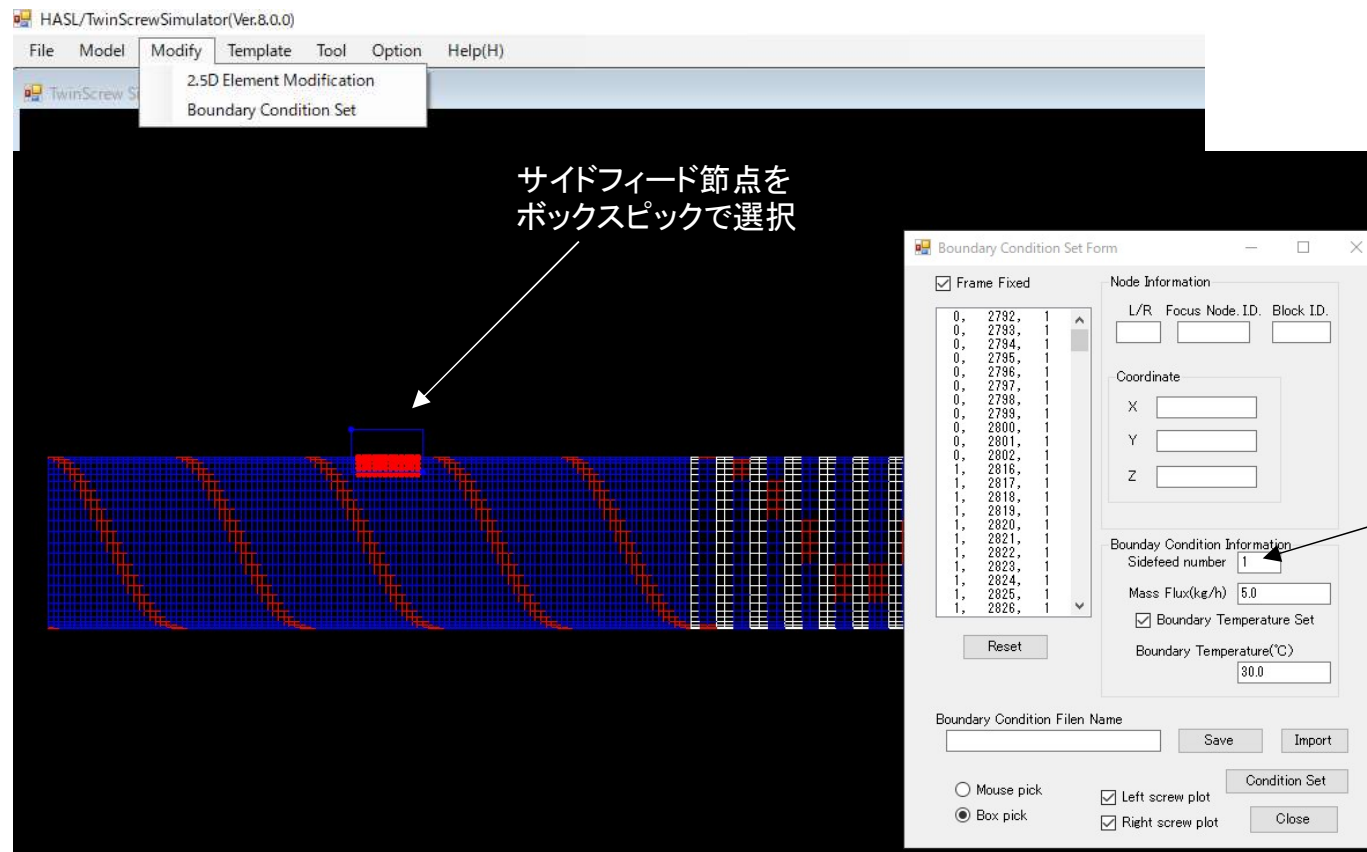 HASL/TwinScrewSimulator(Ver.8.0.0)
File Model Modify Template Tool Option Help(H)
TwinScrew Si
2.5D Element Modification
Boundary Condition Set
サイドフィード節点を
ボックスピックで選択
Boundary Condition Set Form
Frame Fixed
0, 2792, 1
0, 2793, 1
0, 2794, 1
0, 2795, 1
0, 2796, 1
0, 2797, 1
0, 2798, 1
0, 2799, 1
0, 2800, 1
0, 2801, 1
0, 2802, 1
1, 2816, 1
1, 2817, 1
1, 2818, 1
1, 2819, 1
1, 2820, 1
1, 2821, 1
1, 2822, 1
1, 2823, 1
1, 2824, 1
1, 2825, 1
1, 2826, 1
Reset
Node Information
L/R Focus Node.I.D. Block I.D.
Coordinate
X
Y
Z
Bounday Condition Information
Sidefeed number 1
Mass Flux(kg/h) 5.0
Boundary Temperature Set
Boundary Temperature(℃)
30.0
Boundary Condition Filen Name
Save Import
Mouse pick
Box pick
Left screw plot
Right screw plot
Condition Set
Close